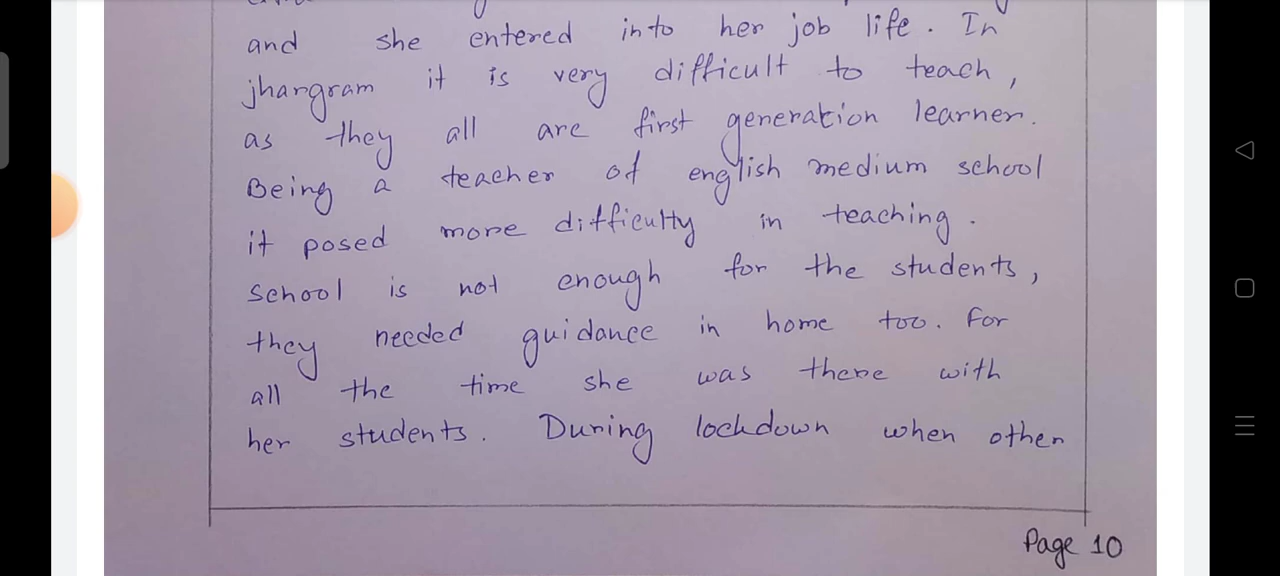 and she entered into her job life. In
jhargram it is very difficult to teach,
as they all are first generation learner.
Being a teacher of english medium school
it posed more difficulty in teaching.
School is not enough for the students,
they needed guidance in home too. For
all the time she was there with
her students. During lockdown when other
Page 10